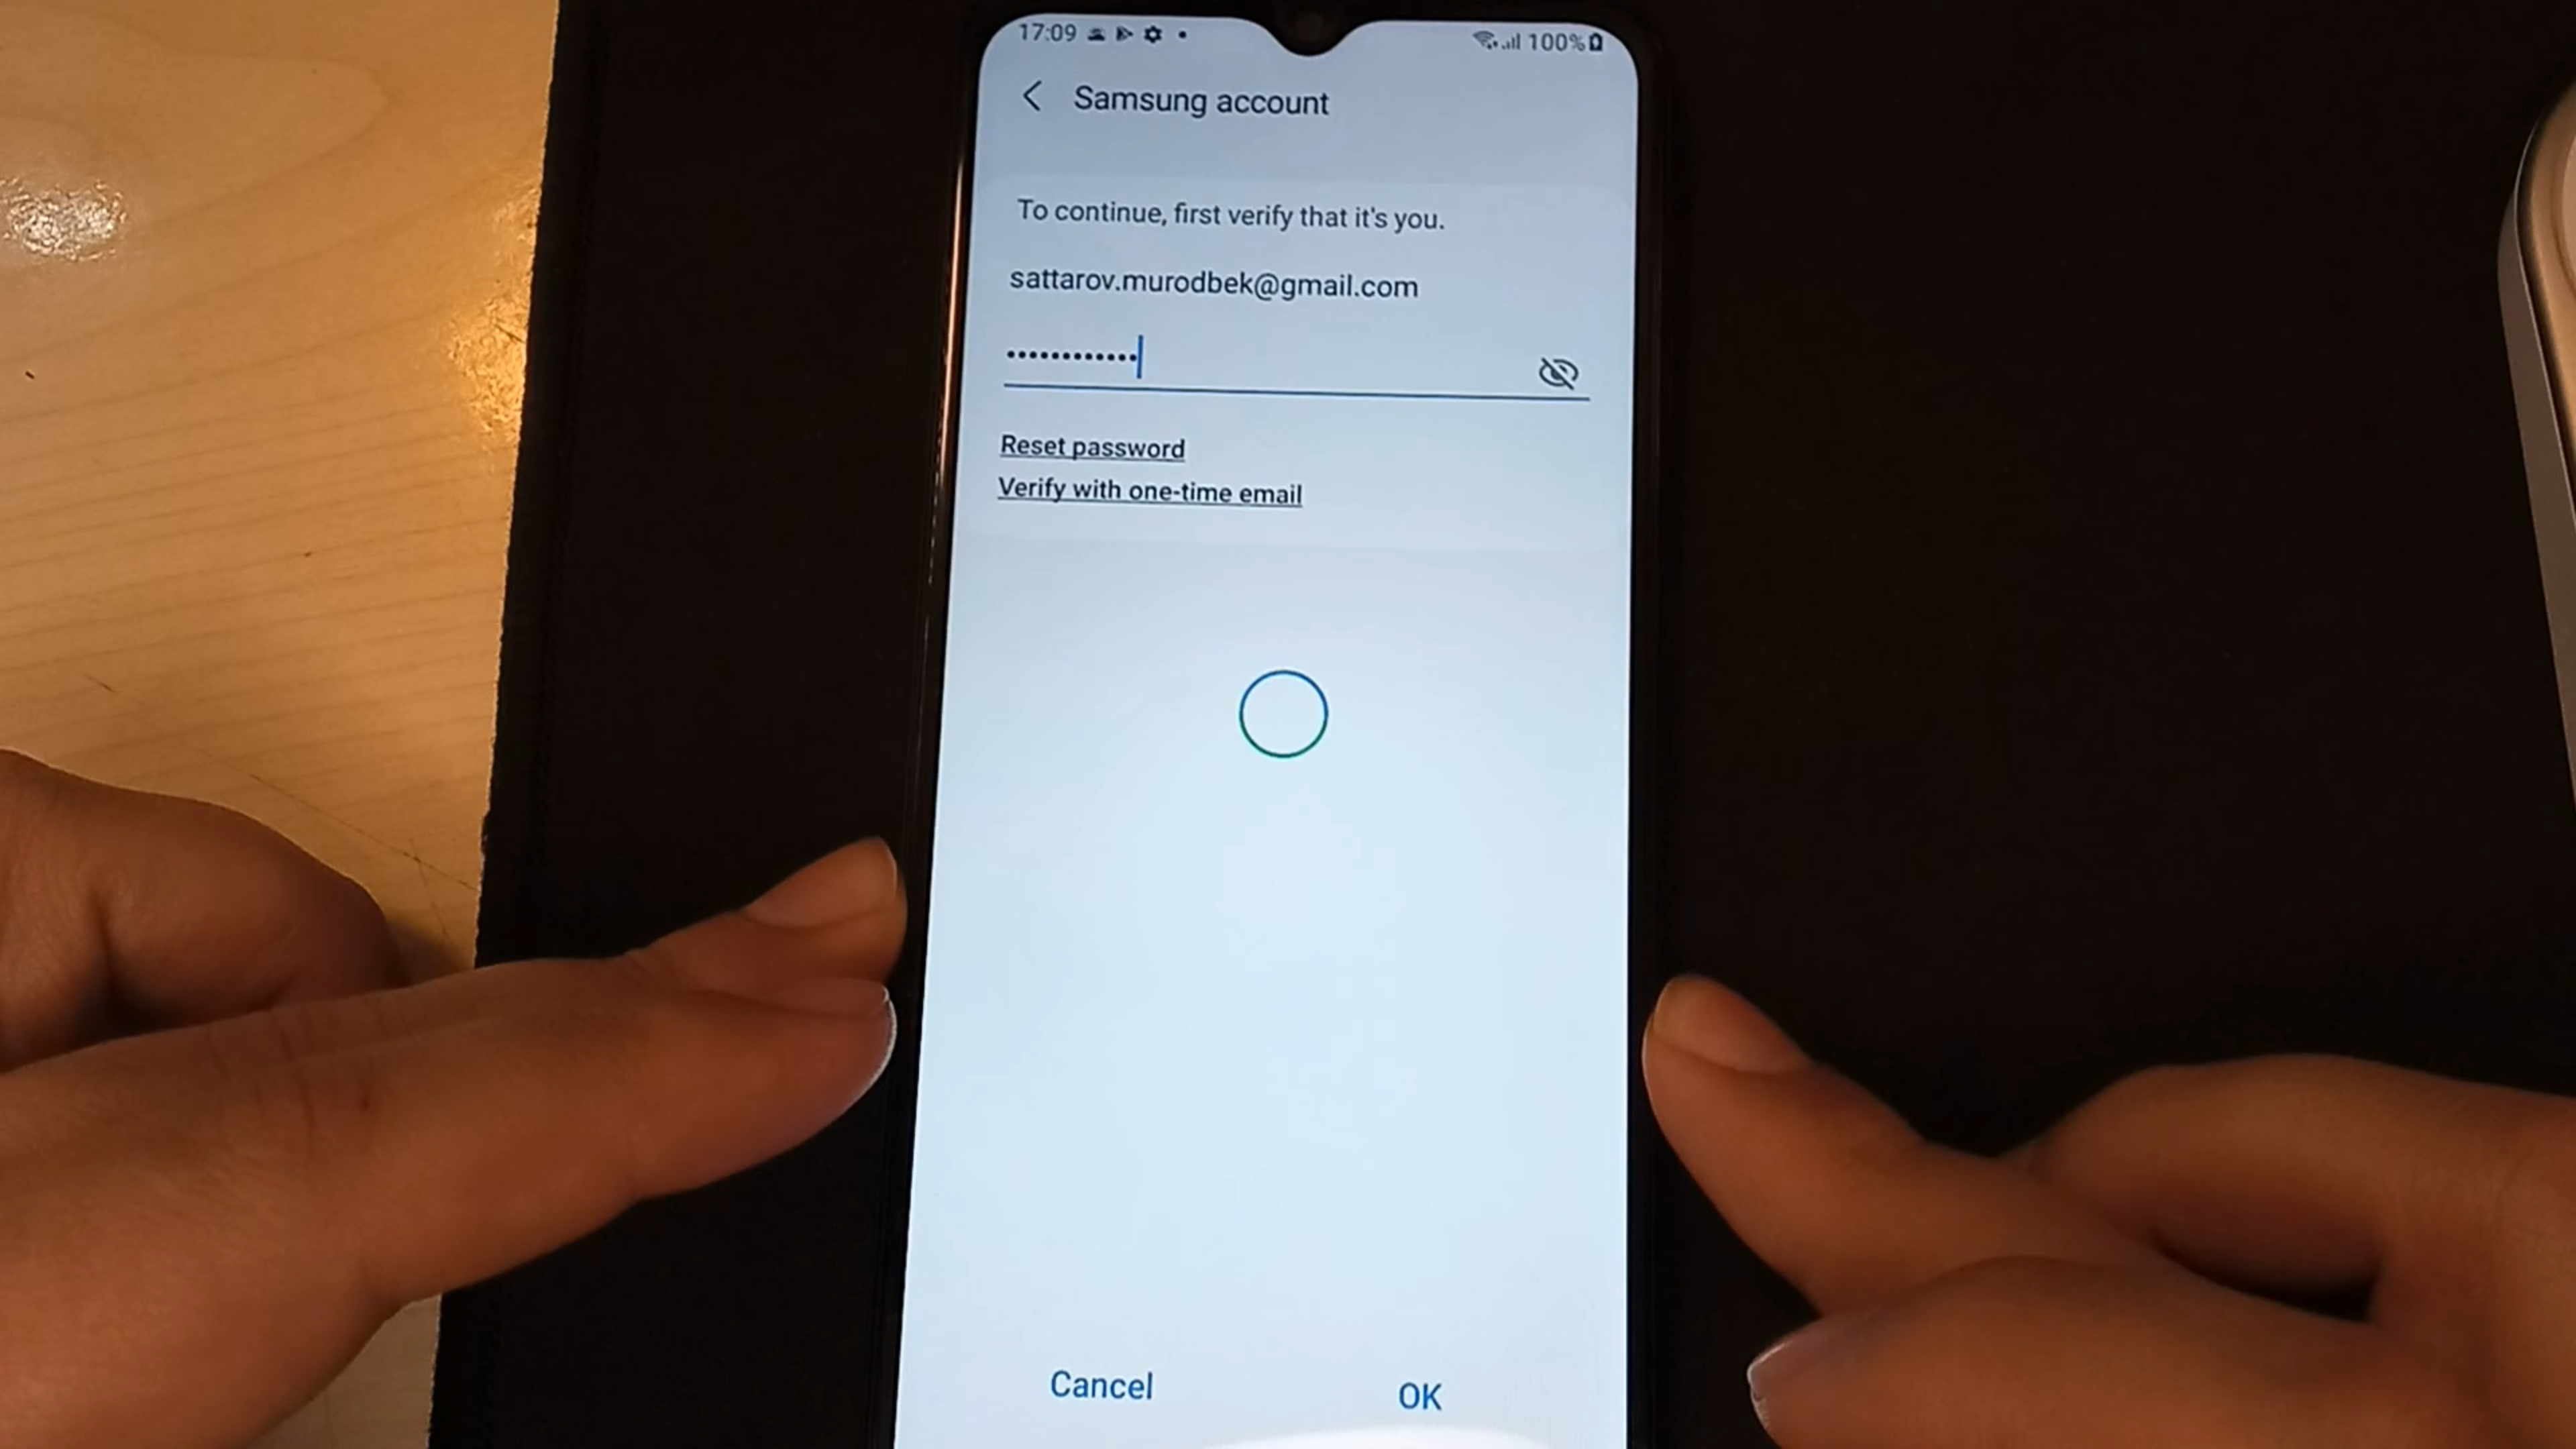 17:09 100%
Samsung account
To continue, first verify that it's you.
sattarov.murodbek@gmail.com
••••••••••••
Reset password
Verify with one-time email
Cancel OK